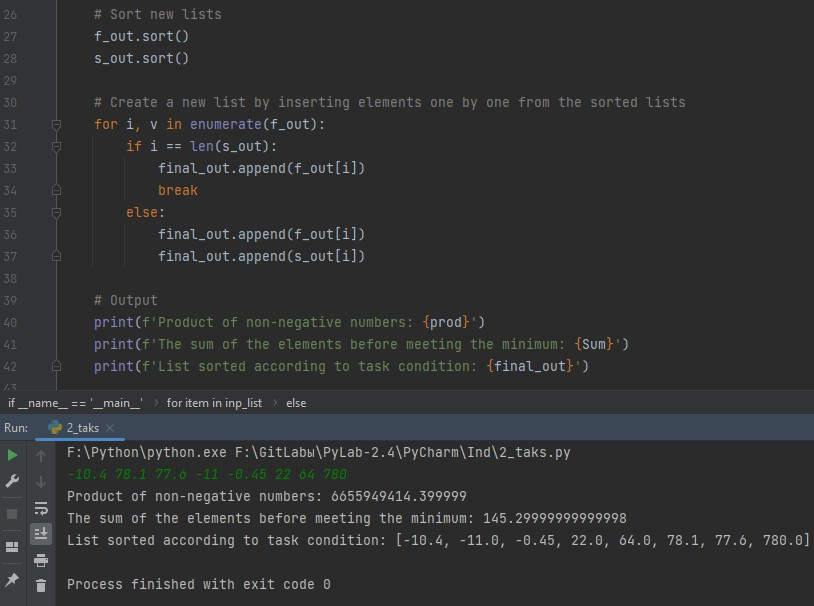 26 # Sort new lists
27 f_out.sort()
28 s_out.sort()
29
30 # Create a new list by inserting elements one by one from the sorted lists
31 for i, v in enumerate(f_out):
32 if i == len(s_out):
33 final_out.append(f_out[i])
34 break
35 else:
36 final_out.append(f_out[i])
37 final_out.append(s_out[i])
38
39 # Output
40 print(f'Product of non-negative numbers: {prod}')
41 print(f'The sum of the elements before meeting the minimum: {Sum}')
42 print(f'List sorted according to task condition: {final_out}')
43
if __name__ == '__main__' › for item in inp_list › else
Run: 2_taks ×
F:\Python\python.exe F:\GitLabы\PyLab-2.4\PyCharm\Ind\2_taks.py
-10.4 78.1 77.6 -11 -0.45 22 64 780
Product of non-negative numbers: 6655949414.399999
The sum of the elements before meeting the minimum: 145.29999999999998
List sorted according to task condition: [-10.4, -11.0, -0.45, 22.0, 64.0, 78.1, 77.6, 780.0]
Process finished with exit code 0